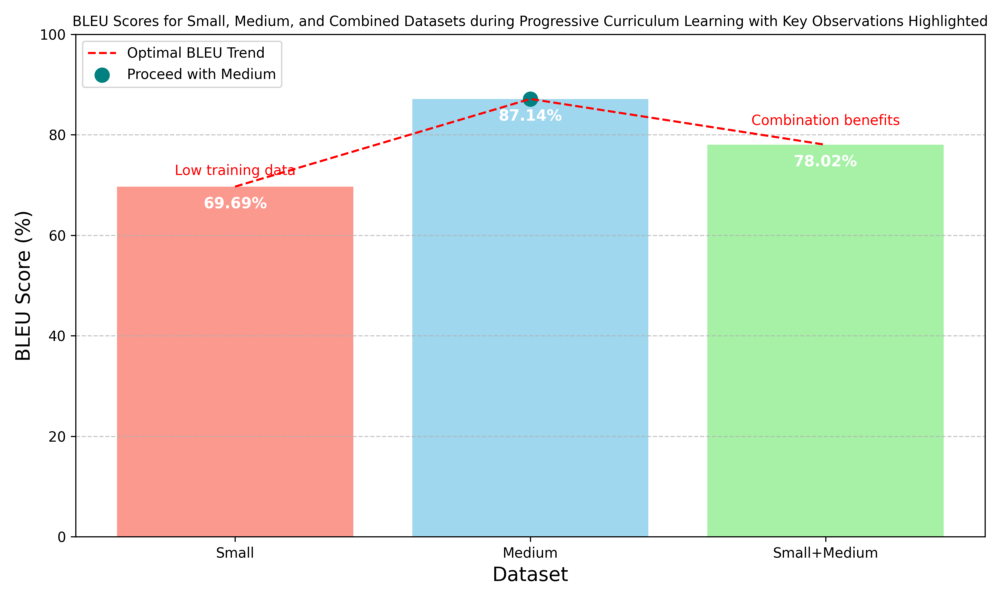 BLEU Scores for Small, Medium, and Combined Datasets during Progressive Curriculum Learning with Key Observations Highlighted
100
80
60
40
20
0
BLEU Score (%)
Optimal BLEU Trend
Proceed with Medium
Low training data
69.69%
87.14%
Combination benefits
78.02%
Small
Medium
Small+Medium
Dataset